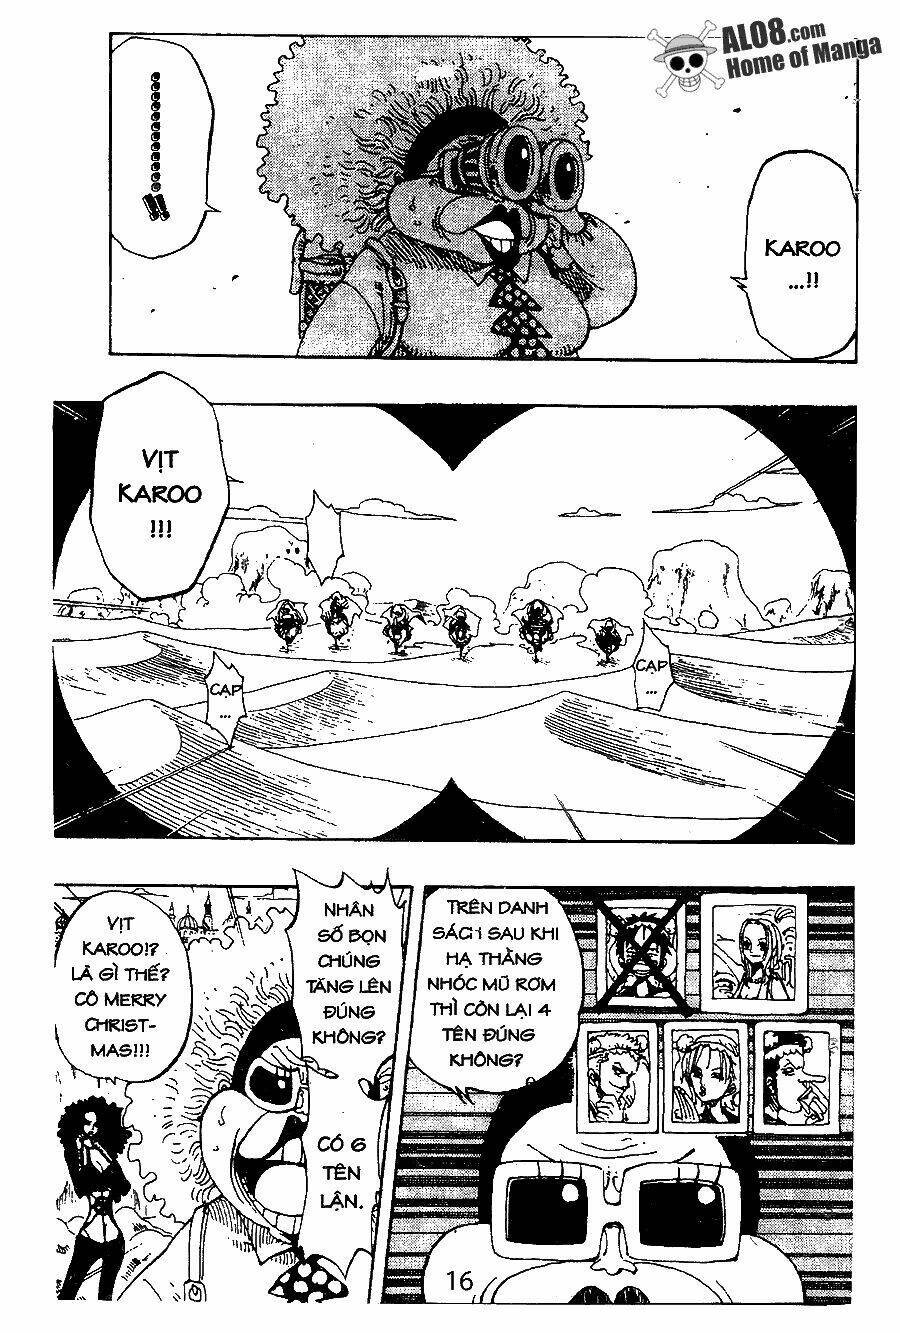 ALO8.com
Home of Manga
KAROO
...!!
............!!
VỊT
KAROO
!!!
CẠP
...
CẠP
...
TRÊN DANH
SÁCH SAU KHI
HẠ THẰNG
NHÓC MŨ RƠM
THÌ CÒN LẠI 4
TÊN ĐÚNG
KHÔNG?
NHÂN
SỐ BỌN
CHÚNG
TĂNG LÊN
ĐÚNG
KHÔNG?
CÓ 6
TÊN
LẬN.
VỊT
KAROO!?
LÀ GÌ THẾ?
CÔ MERRY
CHRIST-
MAS!!!
16